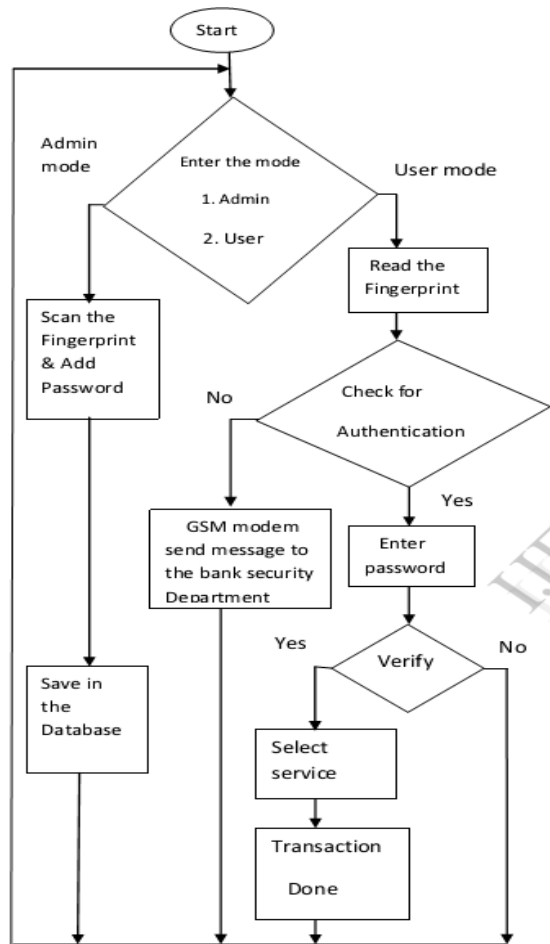 Start
Admin
mode
Enter the mode
1. Admin
2. User
User mode
Read the
Fingerprint
Scan the
Fingerprint
& Add
Password
No
Check for
Authentication
Yes
GSM modem
send message to
the bank security
Department
Enter
password
Yes
Verify
No
Save in
the
Database
Select
service
Transaction
Done